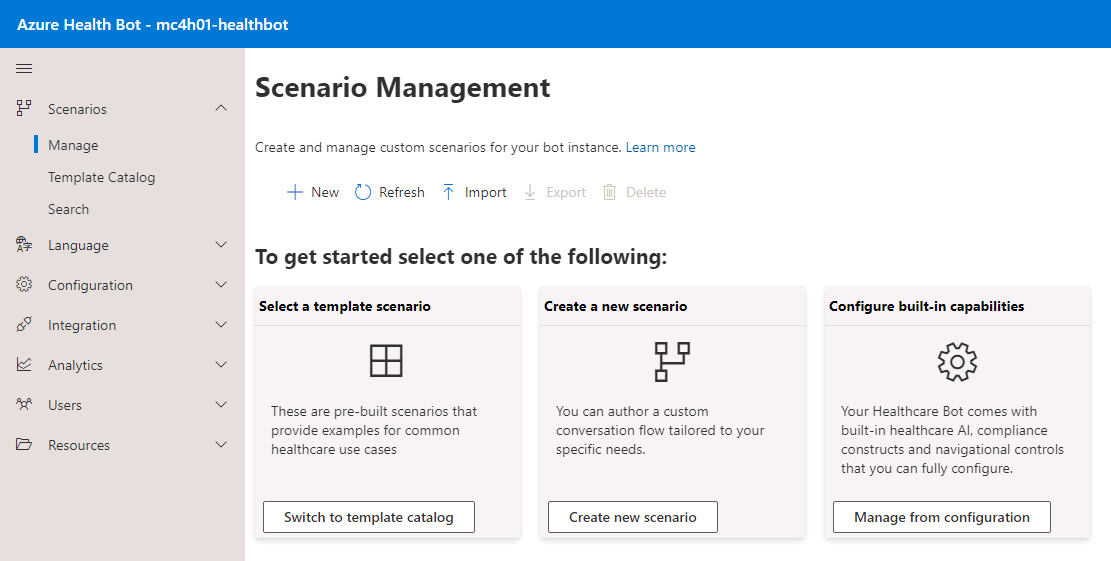 Azure Health Bot - mc4h01-healthbot
Scenarios
Manage
Template Catalog
Search
Language
Configuration
Integration
Analytics
Users
Resources
Scenario Management
Create and manage custom scenarios for your bot instance. Learn more
New Refresh Import Export Delete
To get started select one of the following:
Select a template scenario
These are pre-built scenarios that
provide examples for common
healthcare use cases
Switch to template catalog
Create a new scenario
You can author a custom
conversation flow tailored to your
specific needs.
Create new scenario
Configure built-in capabilities
Your Healthcare Bot comes with
built-in healthcare AI, compliance
constructs and navigational controls
that you can fully configure.
Manage from configuration